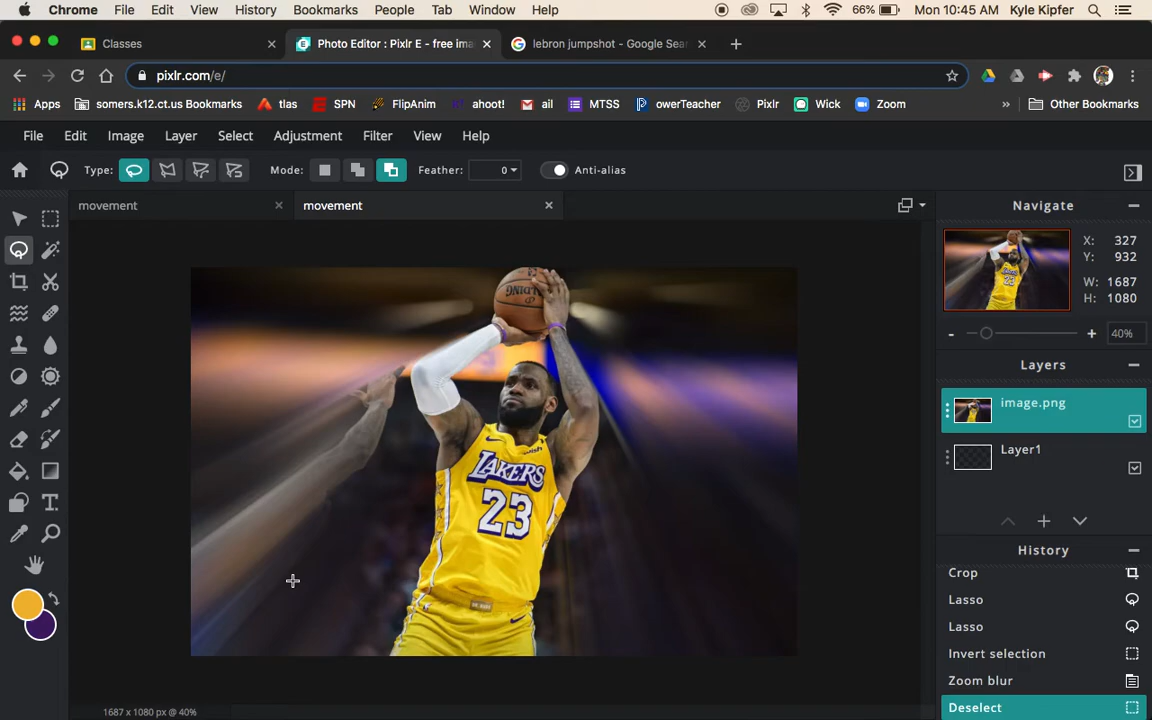 Chrome File Edit View History Bookmarks People Tab Window Help 66% Mon 10:45 AM Kyle Kipfer
Classes Photo Editor : Pixlr E - free ima lebron jumpshot - Google Sear
pixlr.com/e/
Apps somers.k12.ct.us Bookmarks tlas SPN FlipAnim ahoot! ail MTSS owerTeacher Pixlr Wick Zoom » Other Bookmarks
File Edit Image Layer Select Adjustment Filter View Help
Type: Mode: Feather: 0 Anti-alias
movement movement
Navigate
X: 327
Y: 932
W: 1687
H: 1080
- + 40%
Layers
image.png
Layer1
History
Crop
Lasso
Lasso
Invert selection
Zoom blur
Deselect
SPALDING
wish
LAKERS
23
1687 x 1080 px @ 40%